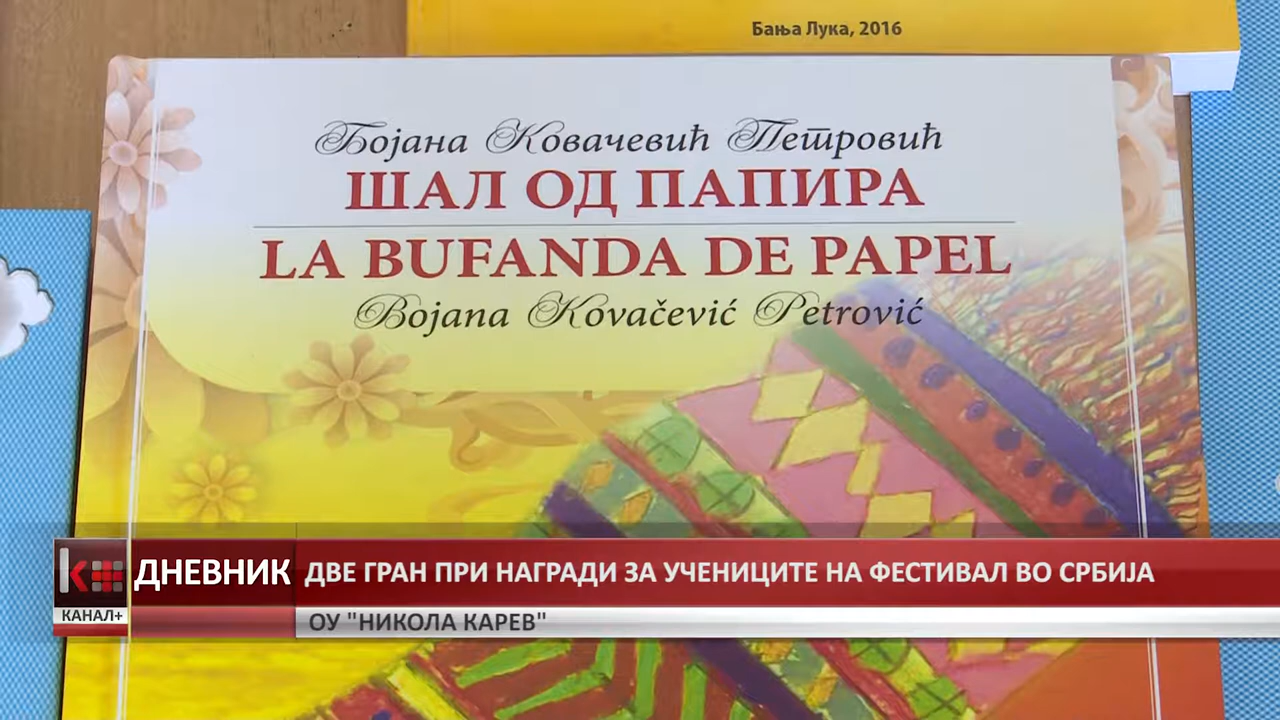 Бања Лука, 2016
Бојана Ковачевић Петровић
ШАЛ ОД ПАПИРА
LA BUFANDA DE PAPEL
Bojana Kovačević Petrović
ДНЕВНИК
ДВЕ ГРАН ПРИ НАГРАДИ ЗА УЧЕНИЦИТЕ НА ФЕСТИВАЛ ВО СРБИЈА
К
КАНАЛ+
ОУ "НИКОЛА КАРЕВ"